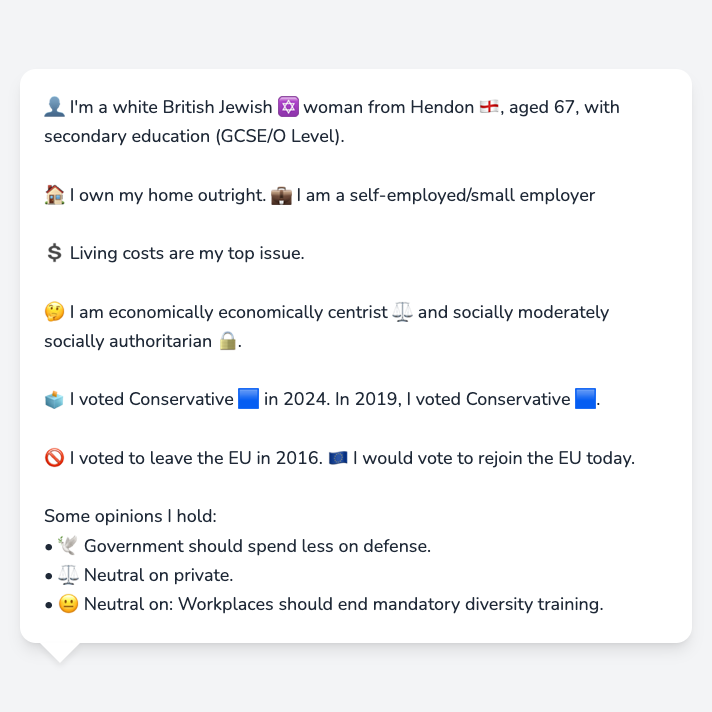 👤 I'm a white British Jewish ✡️ woman from Hendon 🏴󠁧󠁢󠁥󠁮󠁧󠁿, aged 67, with
secondary education (GCSE/O Level).
🏠 I own my home outright. 💼 I am a self-employed/small employer
💲 Living costs are my top issue.
🤔 I am economically economically centrist ⚖️ and socially moderately
socially authoritarian 🔒.
🗳️ I voted Conservative 🟦 in 2024. In 2019, I voted Conservative 🟦.
🚫 I voted to leave the EU in 2016. 🇪🇺 I would vote to rejoin the EU today.
Some opinions I hold:
• 🕊️ Government should spend less on defense.
• ⚖️ Neutral on private.
• 😐 Neutral on: Workplaces should end mandatory diversity training.